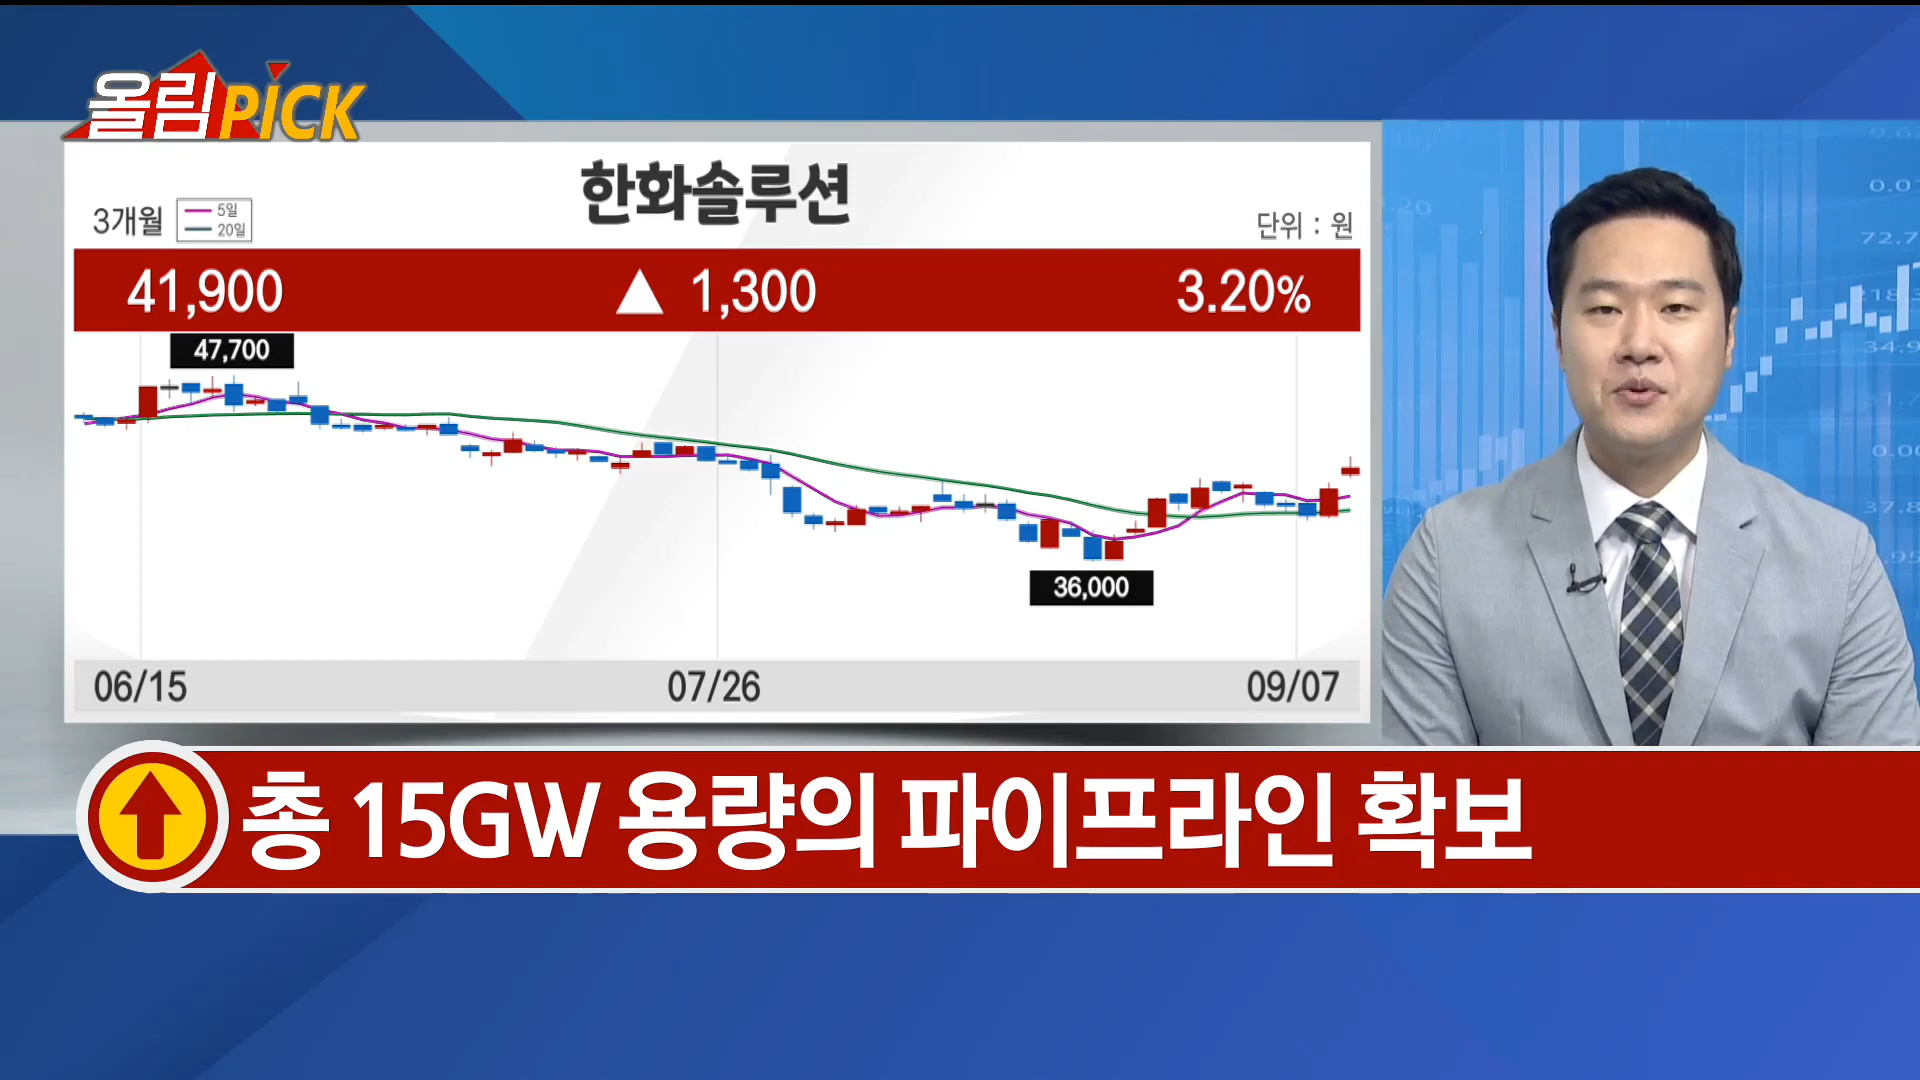 올림PICK
한화솔루션
3개월
5일
20일
단위 : 원
41,900 ▲ 1,300 3.20%
47,700
36,000
06/15 07/26 09/07
총 15GW 용량의 파이프라인 확보